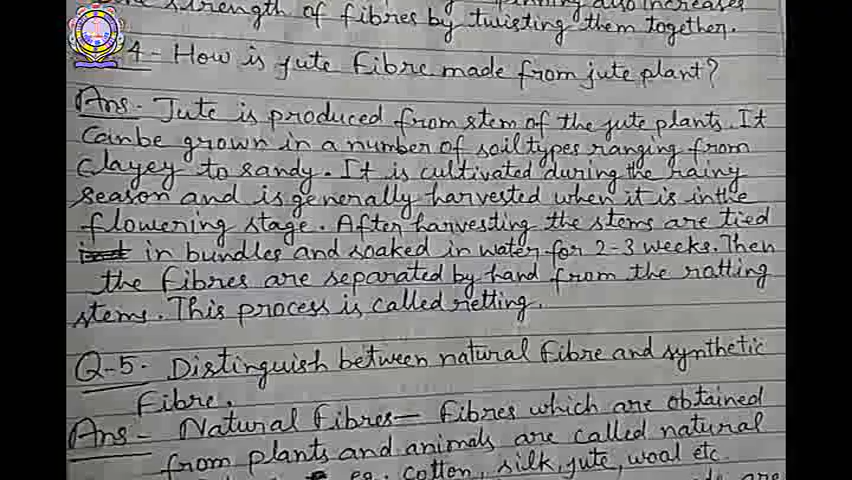 strength of fibres by twisting them together.
4- How is jute fibre made from jute plant?
Ans- Jute is produced from stem of the jute plants. It
canbe grown in a number of soil types ranging from
clayey to sandy. It is cultivated during the rainy
season and is generally harvested when it is inthe
flowering stage. After harvesting the stems are tied
in bundles and soaked in water for 2-3 weeks. Then
the fibres are separated by hand from the rotting
stems. This process is called retting.
Q-5- Distinguish between natural fibre and synthetic
Fibre.
Ans- Natural fibres- fibres which are obtained
from plants and animals are called natural
eg. cotton, silk, jute, wool etc